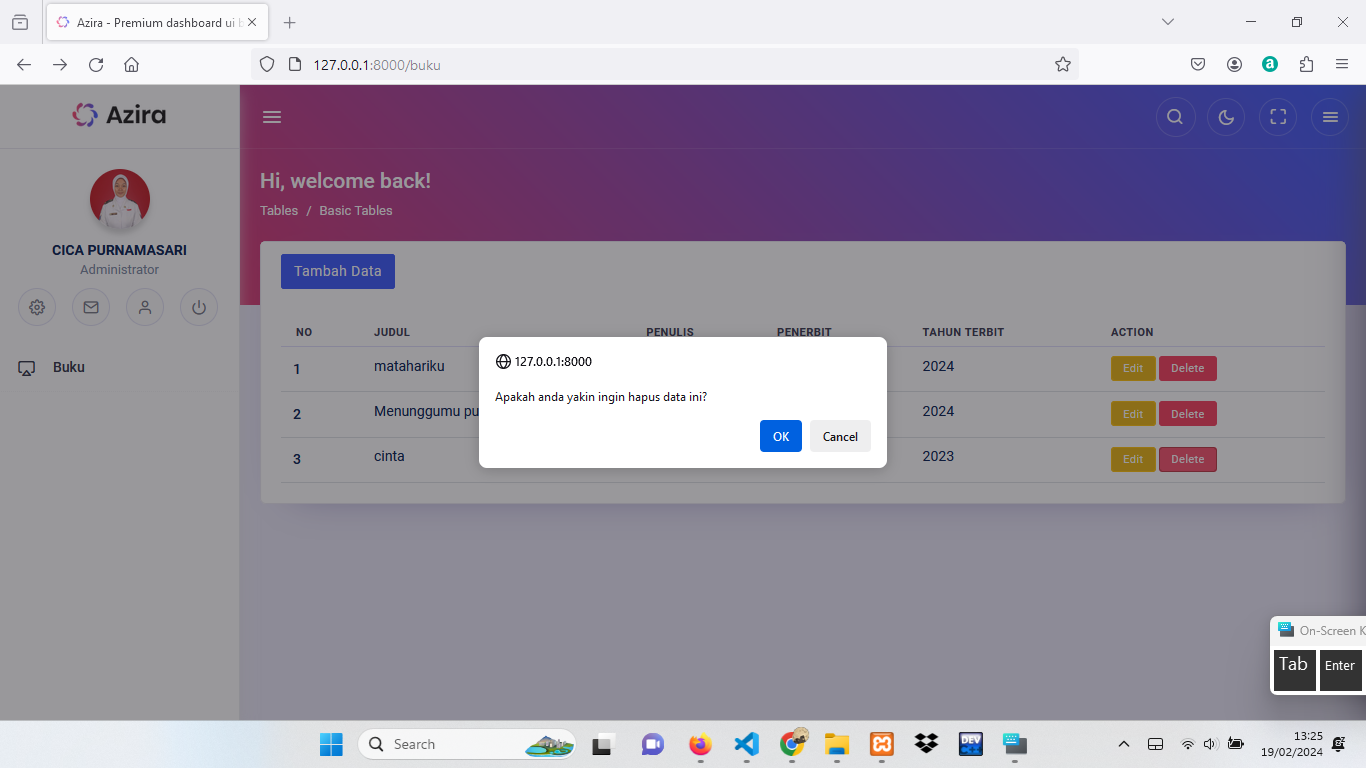 Azira - Premium dashboard ui b
127.0.0.1:8000/buku
Azira
CICA PURNAMASARI
Administrator
Buku
Hi, welcome back!
Tables / Basic Tables
Tambah Data
NO JUDUL PENULIS PENERBIT TAHUN TERBIT ACTION
1 matahariku 2024 Edit Delete
2 Menunggumu pu 2024 Edit Delete
3 cinta 2023 Edit Delete
127.0.0.1:8000
Apakah anda yakin ingin hapus data ini?
OK Cancel
On-Screen K
Tab Enter
Search
DEV
13:25
19/02/2024